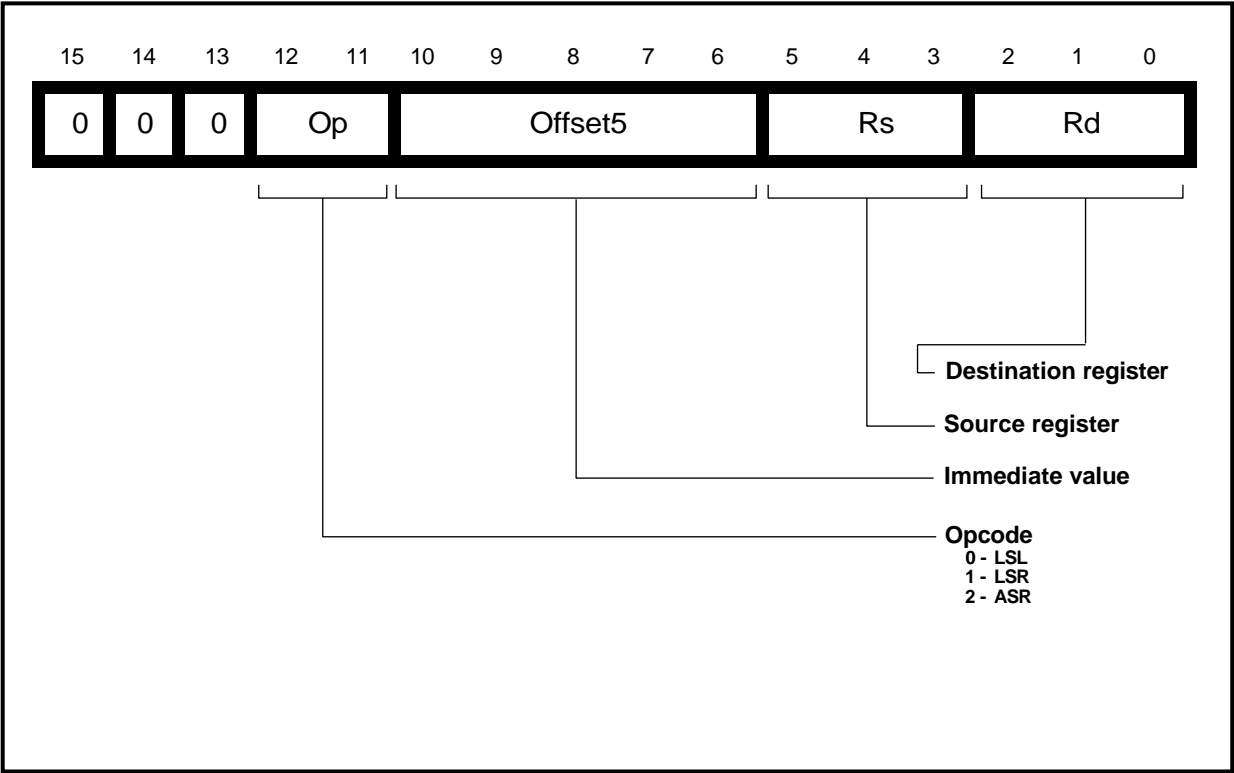 15 14 13 12 11 10 9 8 7 6 5 4 3 2 1 0
0 0 0 Op Offset5 Rs Rd
Destination register
Source register
Immediate value
Opcode
0 - LSL
1 - LSR
2 - ASR